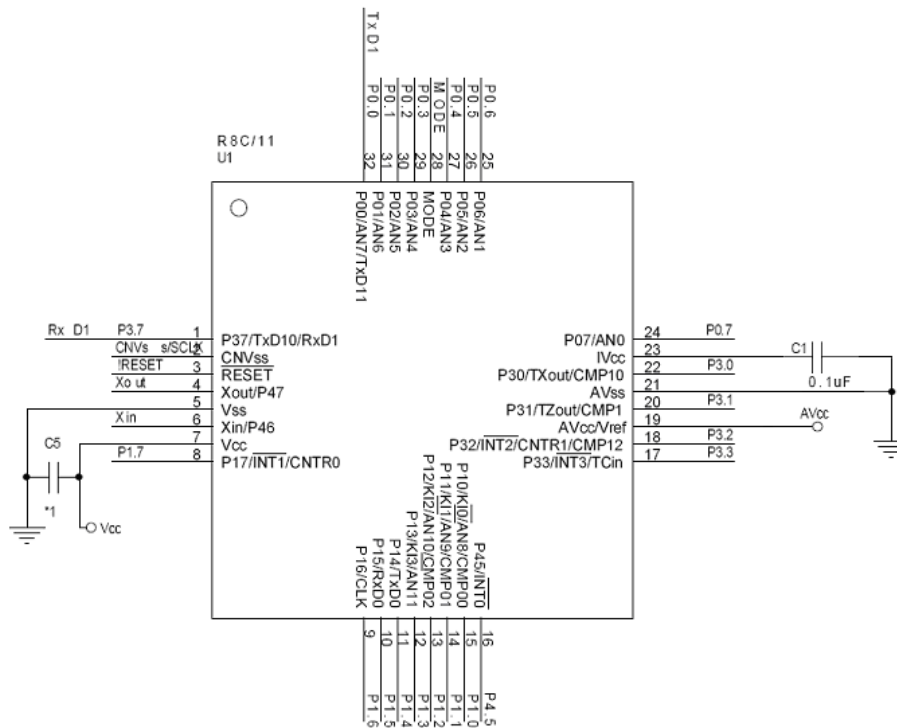 TxD1
P0.0
P0.1
P0.2
P0.3
MODE
P0.4
P0.5
P0.6
R8C/11
U1
32
31
30
29
28
27
26
25
P00/AN7/TxD11
P01/AN6
P02/AN5
P03/AN4
MODE
P04/AN3
P05/AN2
P06/AN1
Rx D1 P3.7 1 P37/TxD10/RxD1
CNVs s/SCLK 2 CNVss
!RESET 3 RESET
Xo ut 4 Xout/P47
5 Vss
Xin 6 Xin/P46
7 Vcc
P1.7 8 P17/INT1/CNTR0
C5
*1
Vcc
P07/AN0 24 P0.7
IVcc 23 C1
P30/TXout/CMP10 22 P3.0 0.1uF
AVss 21
P31/TZout/CMP1 20 P3.1
AVcc/Vref 19 AVcc
P32/INT2/CNTR1/CMP12 18 P3.2
P33/INT3/TCin 17 P3.3
P16/CLK
P15/RxD0
P14/TxD0
P13/KI3/AN11
P12/KI2/AN10/CMP02
P11/KI1/AN9/CMP01
P10/KI0/AN8/CMP00
P45/INT0
9
10
11
12
13
14
15
16
P1.6
P1.5
P1.4
P1.3
P1.2
P1.1
P1.0
P4.5